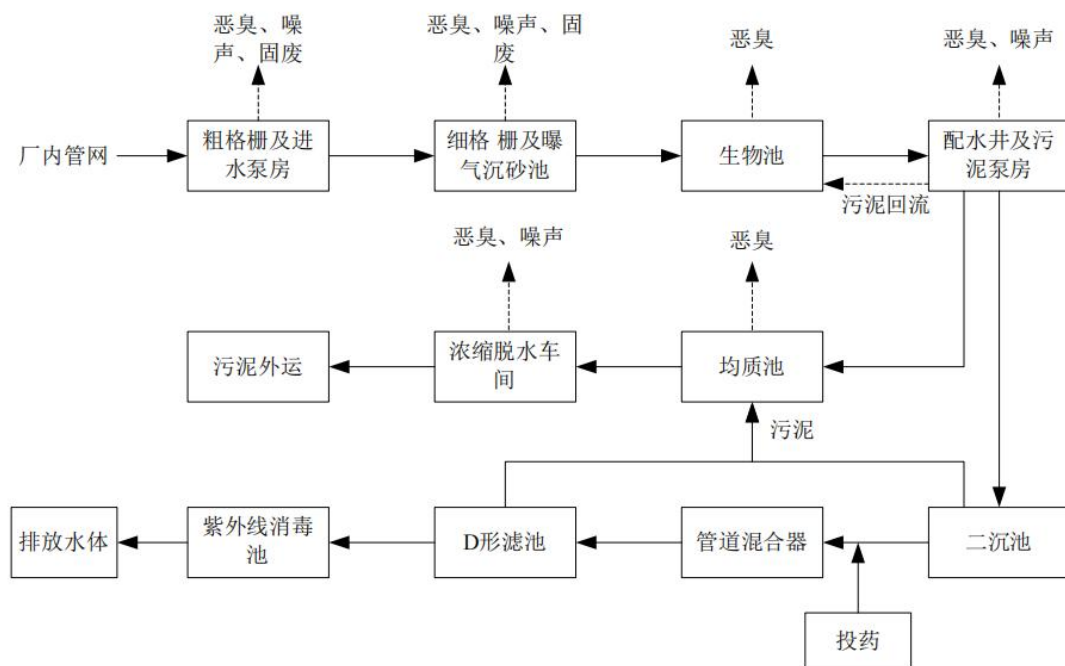 恶臭、噪
声、固废
恶臭、噪声、固
废
恶臭
恶臭、噪声
厂内管网
粗格栅及进
水泵房
细格 栅及曝
气沉砂池
生物池
配水井及污
泥泵房
污泥回流
恶臭、噪声
恶臭
污泥外运
浓缩脱水车
间
均质池
污泥
排放水体
紫外线消毒
池
D形滤池
管道混合器
二沉池
投药